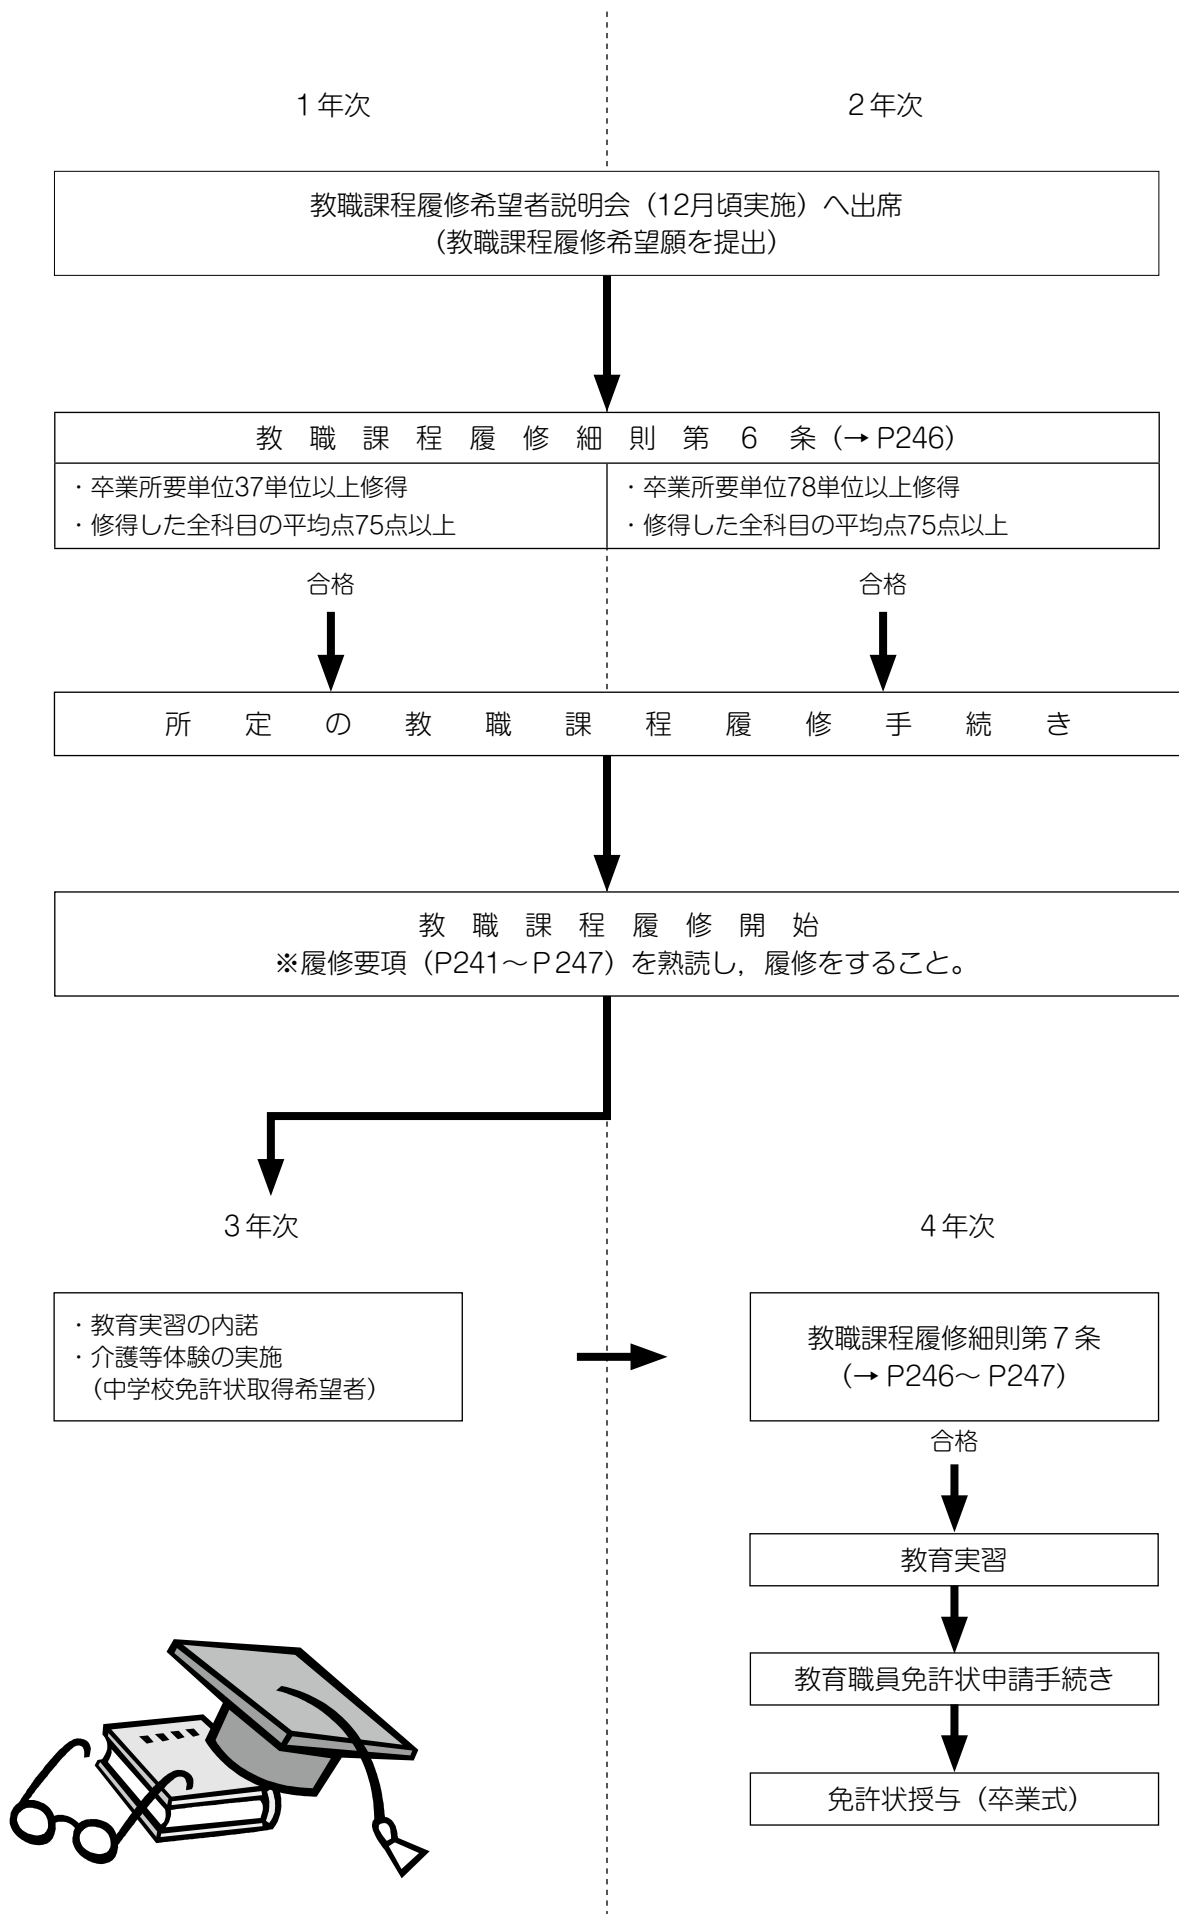 1年次
2年次
教職課程履修希望者説明会（12月頃実施）へ出席
（教職課程履修希望願を提出）
教職課程履修細則第6条（→P246）
・卒業所要単位37単位以上修得
・修得した全科目の平均点75点以上
・卒業所要単位78単位以上修得
・修得した全科目の平均点75点以上
合格
合格
所定の教職課程履修手続き
教職課程履修開始
※履修要項（P241～P247）を熟読し，履修をすること。
3年次
4年次
・教育実習の内諾
・介護等体験の実施
（中学校免許状取得希望者）
教職課程履修細則第7条
（→P246～P247）
合格
教育実習
教育職員免許状申請手続き
免許状授与（卒業式）